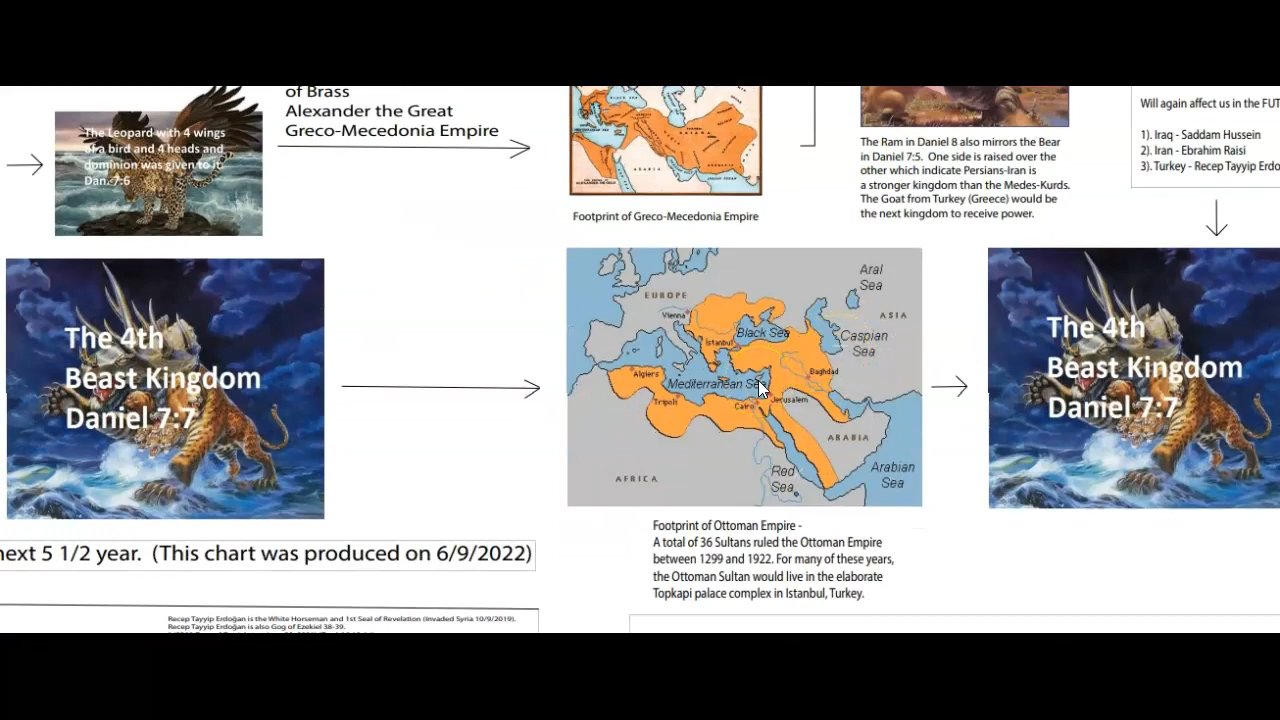 of Brass
Alexander the Great
Greco-Mecedonia Empire
The Leopard with 4 wings
of a bird and 4 heads and
dominion was given to it.
Dan. 7:6
Footprint of Greco-Mecedonia Empire
The Ram in Daniel 8 also mirrors the Bear
in Daniel 7:5. One side is raised over the
other which indicate Persians-Iran is
a stronger kingdom than the Medes-Kurds.
The Goat from Turkey (Greece) would be
the next kingdom to receive power.
Will again affect us in the FUT
1). Iraq - Saddam Hussein
2). Iran - Ebrahim Raisi
3). Turkey - Recep Tayyip Erdo
The 4th
Beast Kingdom
Daniel 7:7
EUROPE
Vienna
Istanbul
Black Sea
Aral
Sea
ASIA
Caspian
Sea
Algiers
Mediterranean Sea
Baghdad
Tripoli
Cairo
Jerusalem
ARABIA
AFRICA
Red
Sea
Arabian
Sea
The 4th
Beast Kingdom
Daniel 7:7
Footprint of Ottoman Empire -
A total of 36 Sultans ruled the Ottoman Empire
between 1299 and 1922. For many of these years,
the Ottoman Sultan would live in the elaborate
Topkapi palace complex in Istanbul, Turkey.
next 5 1/2 year. (This chart was produced on 6/9/2022)
Recep Tayyip Erdoğan is the White Horseman and 1st Seal of Revelation (Invaded Syria 10/9/2019).
Recep Tayyip Erdoğan is also Gog of Ezekiel 38-39.